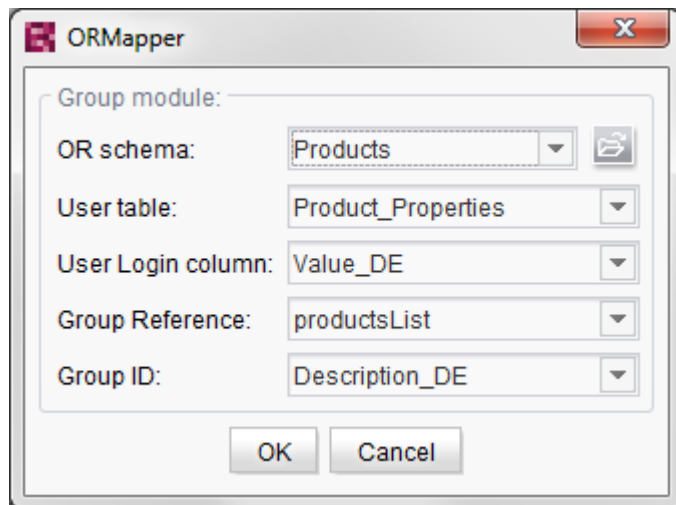 ORMapper
Group module:
OR schema: Products
User table: Product_Properties
User Login column: Value_DE
Group Reference: productsList
Group ID: Description_DE
OK Cancel